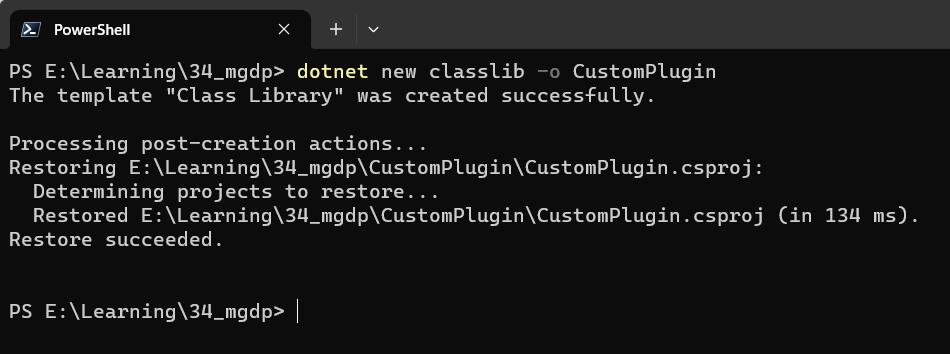 PowerShell
PS E:\Learning\34_mgdp> dotnet new classlib -o CustomPlugin
The template "Class Library" was created successfully.
Processing post-creation actions...
Restoring E:\Learning\34_mgdp\CustomPlugin\CustomPlugin.csproj:
  Determining projects to restore...
  Restored E:\Learning\34_mgdp\CustomPlugin\CustomPlugin.csproj (in 134 ms).
Restore succeeded.
PS E:\Learning\34_mgdp>